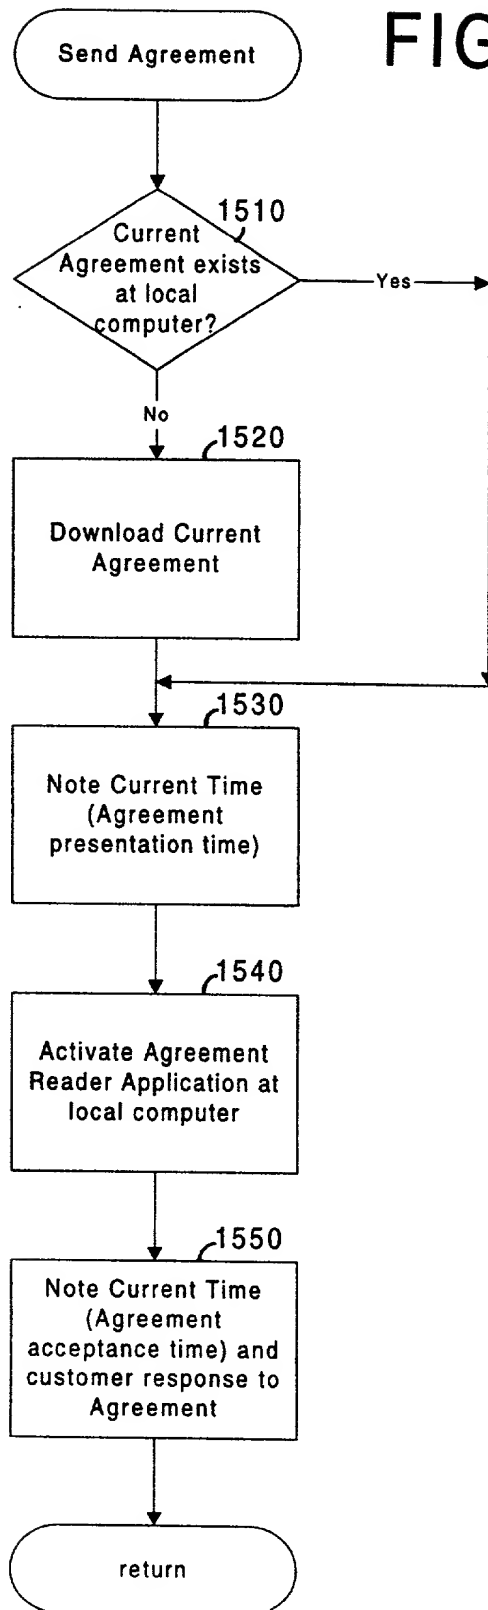 FIG
Send Agreement
1510
Current
Agreement exists
at local
computer?
Yes
No
1520
Download Current
Agreement
1530
Note Current Time
(Agreement
presentation time)
1540
Activate Agreement
Reader Application at
local computer
1550
Note Current Time
(Agreement
acceptance time) and
customer response to
Agreement
return